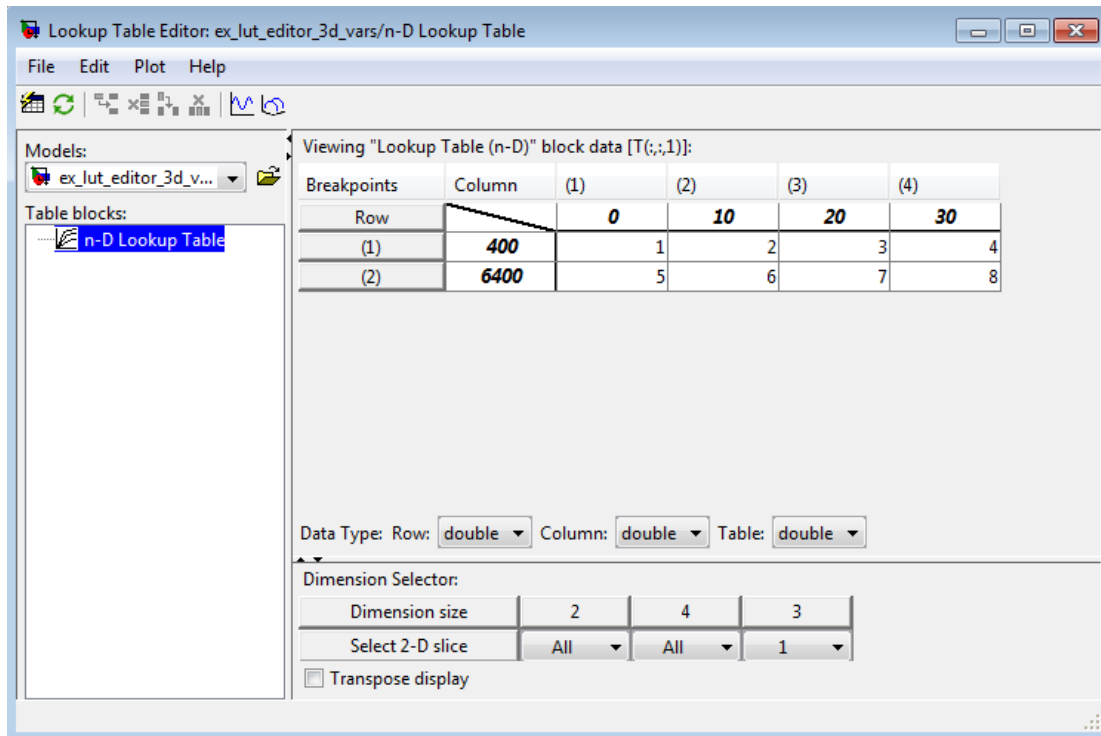 Lookup Table Editor: ex_lut_editor_3d_vars/n-D Lookup Table
File Edit Plot Help
Models:
ex_lut_editor_3d_v...
Table blocks:
n-D Lookup Table
Viewing "Lookup Table (n-D)" block data [T(:,:,1)]:
Breakpoints Column (1) (2) (3) (4)
Row 0 10 20 30
(1) 400 1 2 3 4
(2) 6400 5 6 7 8
Data Type: Row: double Column: double Table: double
Dimension Selector:
Dimension size 2 4 3
Select 2-D slice All All 1
Transpose display